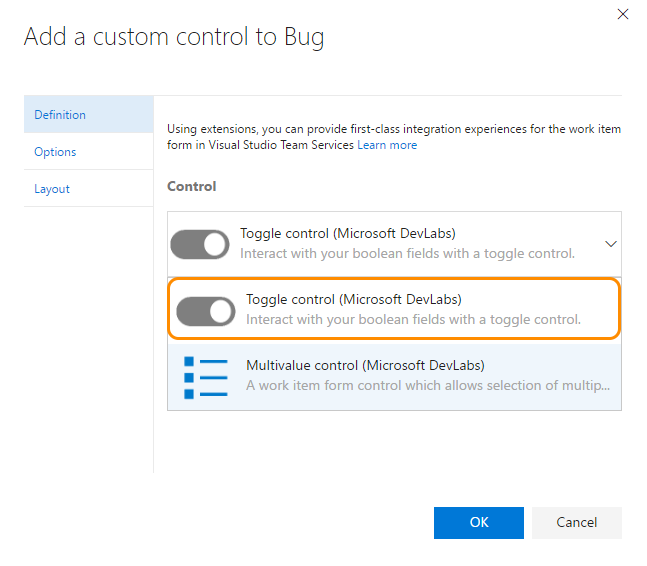 Add a custom control to Bug
Definition
Options
Layout
Using extensions, you can provide first-class integration experiences for the work item
form in Visual Studio Team Services Learn more
Control
Toggle control (Microsoft DevLabs)
Interact with your boolean fields with a toggle control.
Toggle control (Microsoft DevLabs)
Interact with your boolean fields with a toggle control.
Multivalue control (Microsoft DevLabs)
A work item form control which allows selection of multip...
OK
Cancel